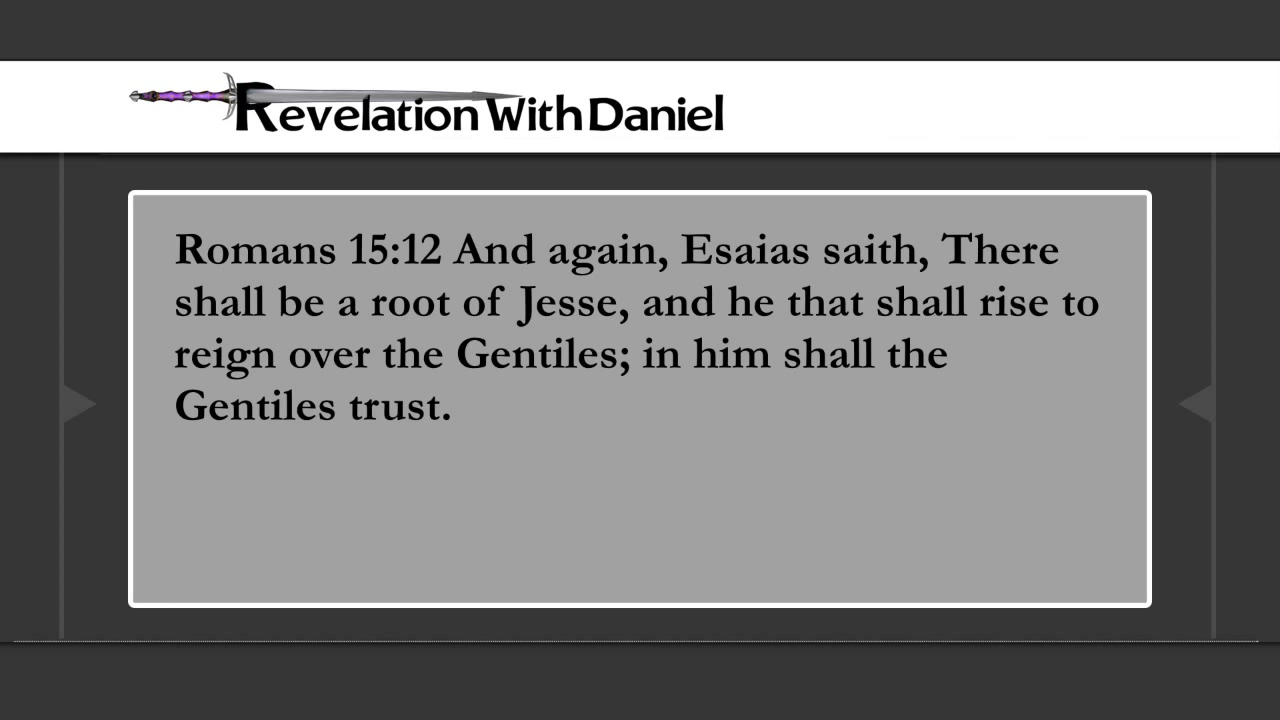 Revelation With Daniel
Romans 15:12 And again, Esaias saith, There
shall be a root of Jesse, and he that shall rise to
reign over the Gentiles; in him shall the
Gentiles trust.